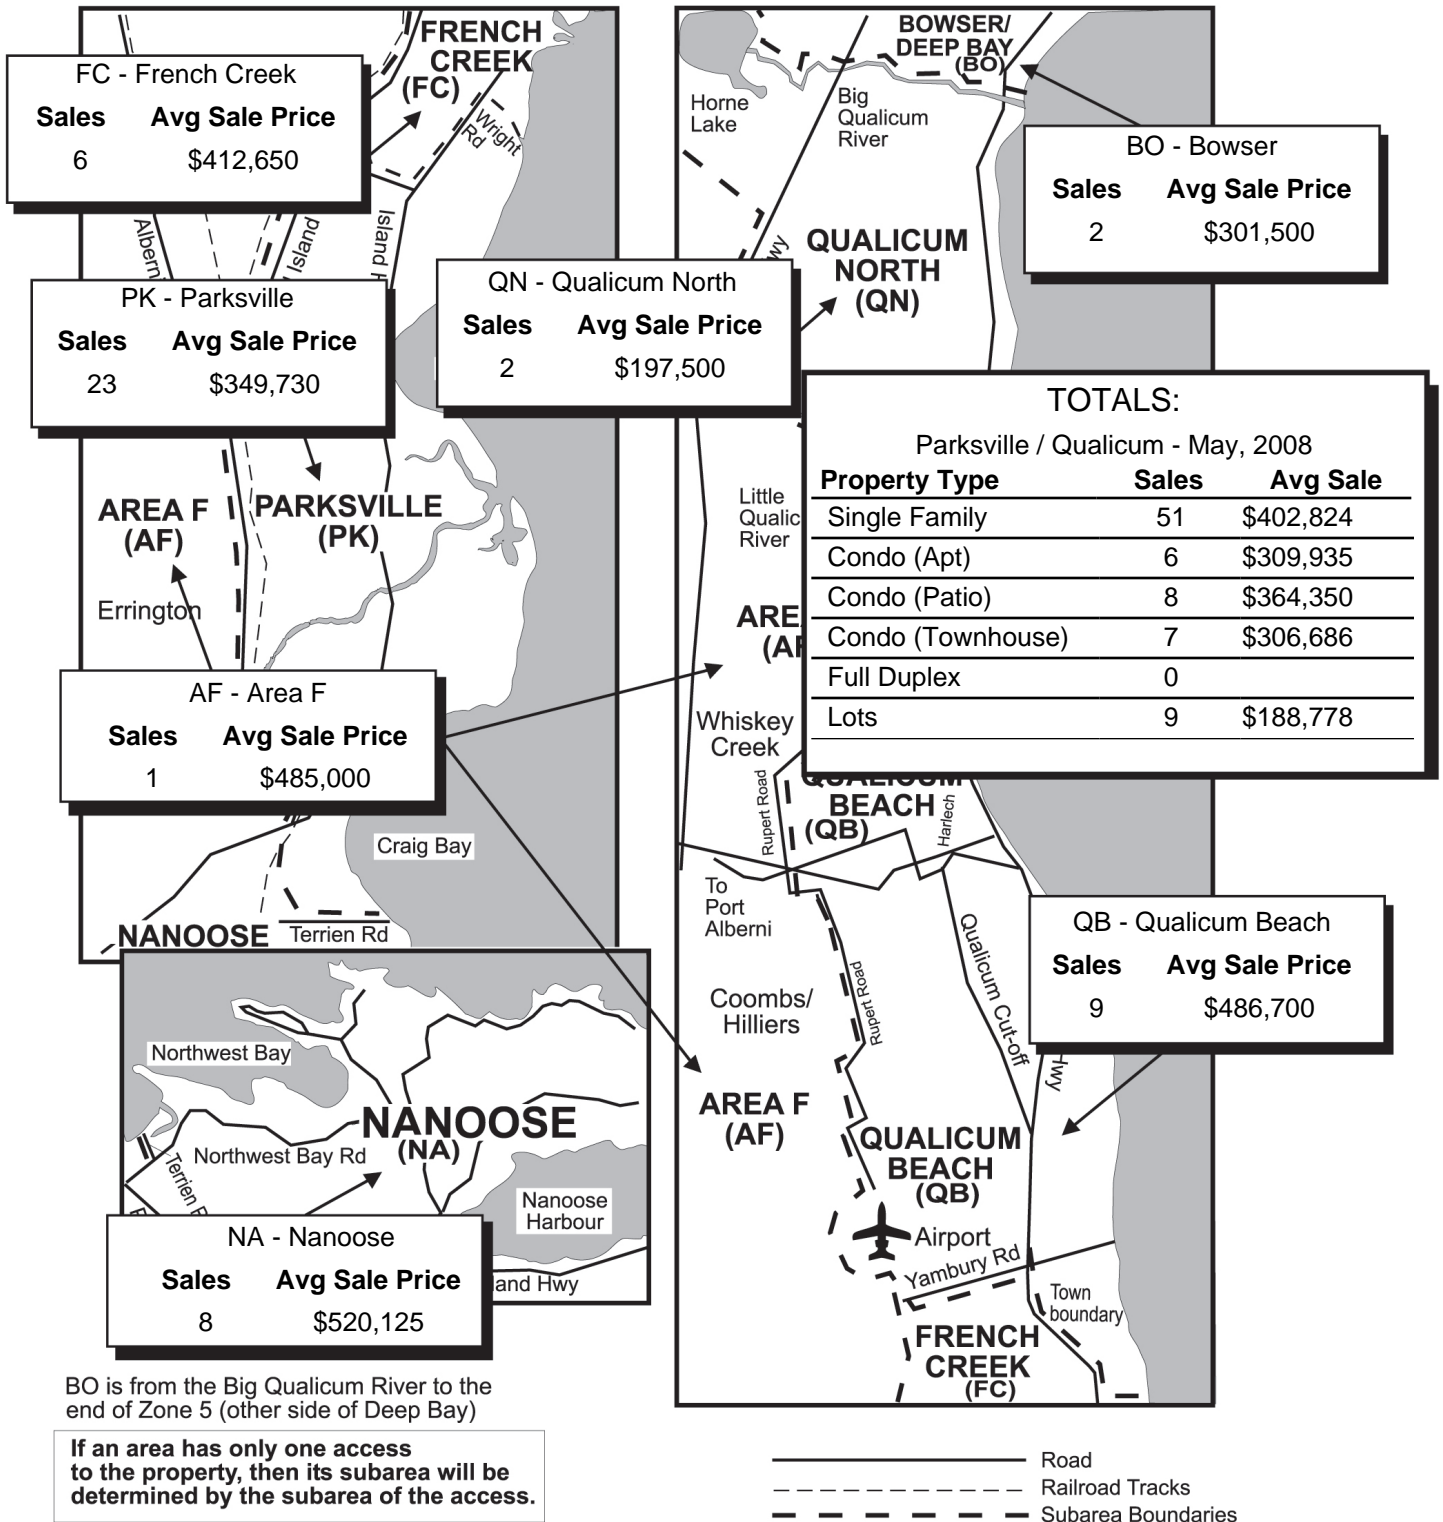 FRENCH
CREEK
(FC)
FC - French Creek
Sales Avg Sale Price
6 $412,650
Wright
Rd
Island
PK - Parksville
Sales Avg Sale Price
23 $349,730
AREA F
(AF)
PARKSVILLE
(PK)
Errington
AF - Area F
Sales Avg Sale Price
1 $485,000
Craig Bay
NANOOSE
Terrien Rd
Northwest Bay
NANOOSE
(NA)
Northwest Bay Rd
Terrien
Nanoose
Harbour
NA - Nanoose
Sales Avg Sale Price
8 $520,125
Hwy
BO is from the Big Qualicum River to the
end of Zone 5 (other side of Deep Bay)
If an area has only one access
to the property, then its subarea will be
determined by the subarea of the access.
BOWSER/
DEEP BAY
(BO)
Horne
Lake
Big
Qualicum
River
BO - Bowser
Sales Avg Sale Price
2 $301,500
QUALICUM
NORTH
(QN)
QN - Qualicum North
Sales Avg Sale Price
2 $197,500
TOTALS:
Parksville / Qualicum - May, 2008
Property Type Sales Avg Sale
Single Family 51 $402,824
Condo (Apt) 6 $309,935
Condo (Patio) 8 $364,350
Condo (Townhouse) 7 $306,686
Full Duplex 0
Lots 9 $188,778
Little
Qualic
River
Whiskey
Creek
Rupert Road
QUALICUM
BEACH
(QB)
Harlech
To
Port
Alberni
Qualicum Cut-off
QB - Qualicum Beach
Sales Avg Sale Price
9 $486,700
Coombs/
Hilliers
Rupert Road
Hwy
AREA F
(AF)
QUALICUM
BEACH
(QB)
Airport
Yambury Rd
Town
boundary
FRENCH
CREEK
(FC)
Road
Railroad Tracks
Subarea Boundaries